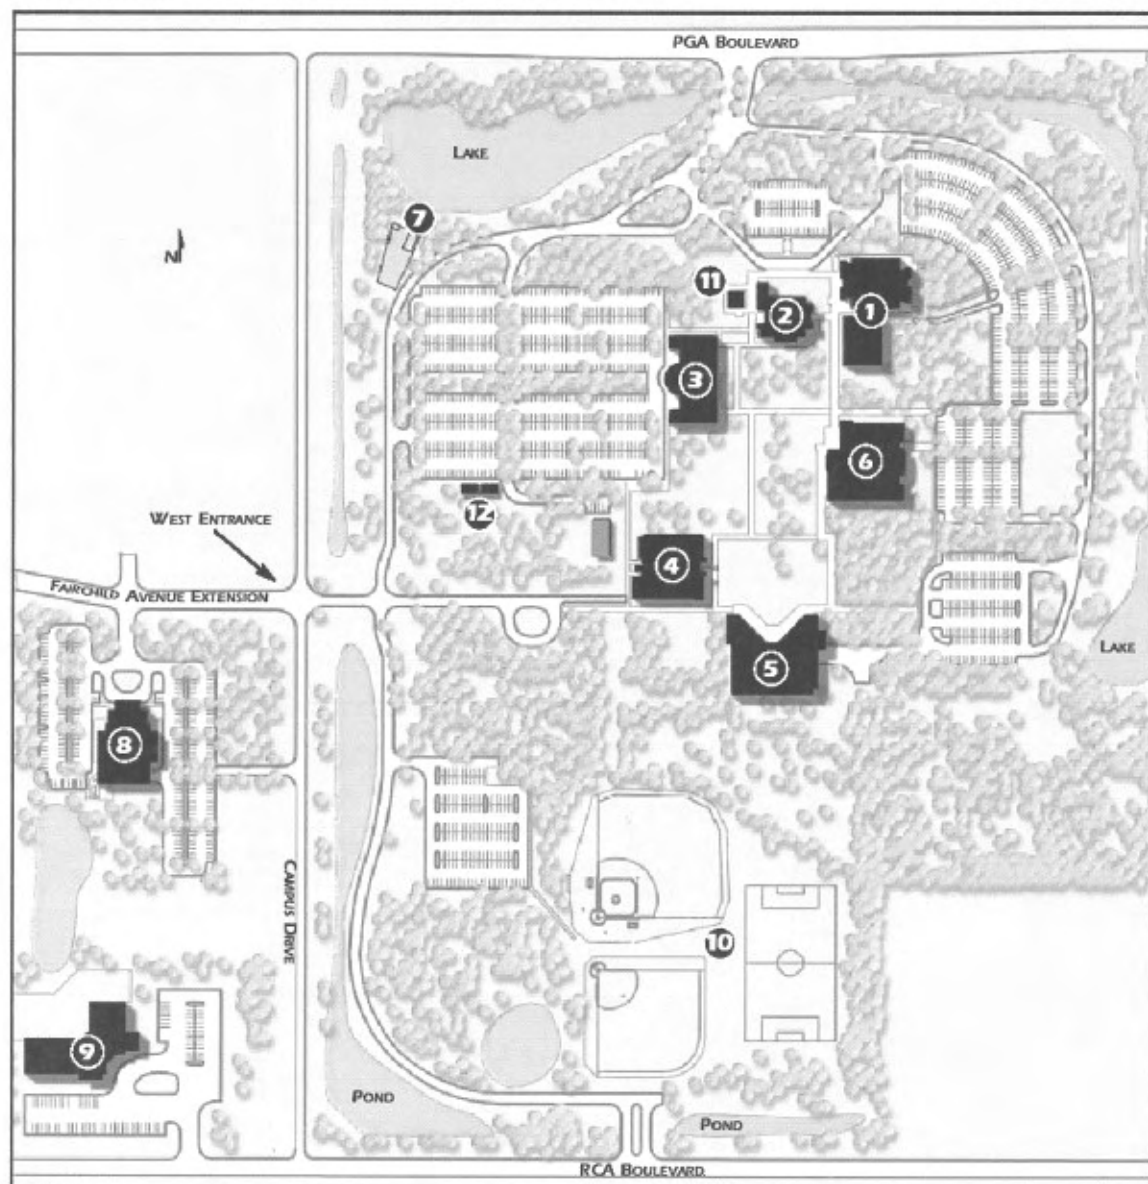 PGA BOULEVARD
LAKE
7
N
11
2
1
3
6
12
WEST ENTRANCE
4
FAIRCHILD AVENUE EXTENSION
LAKE
5
8
CAMPUS DRIVE
10
9
POND
POND
RCA BOULEVARD